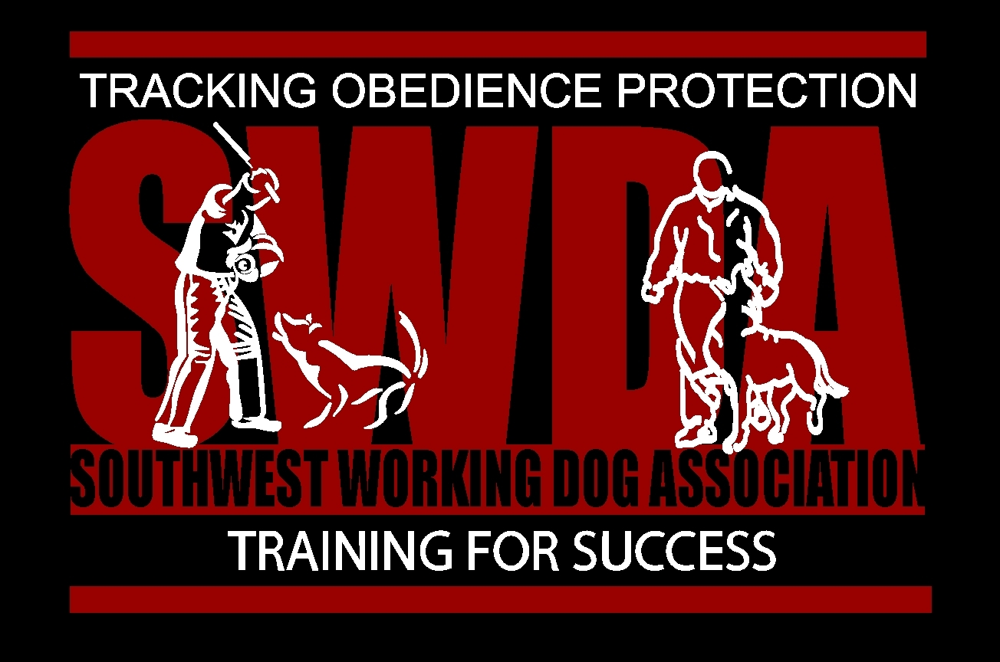 TRACKING OBEDIENCE PROTECTION
SWDA
SOUTHWEST WORKING DOG ASSOCIATION
TRAINING FOR SUCCESS